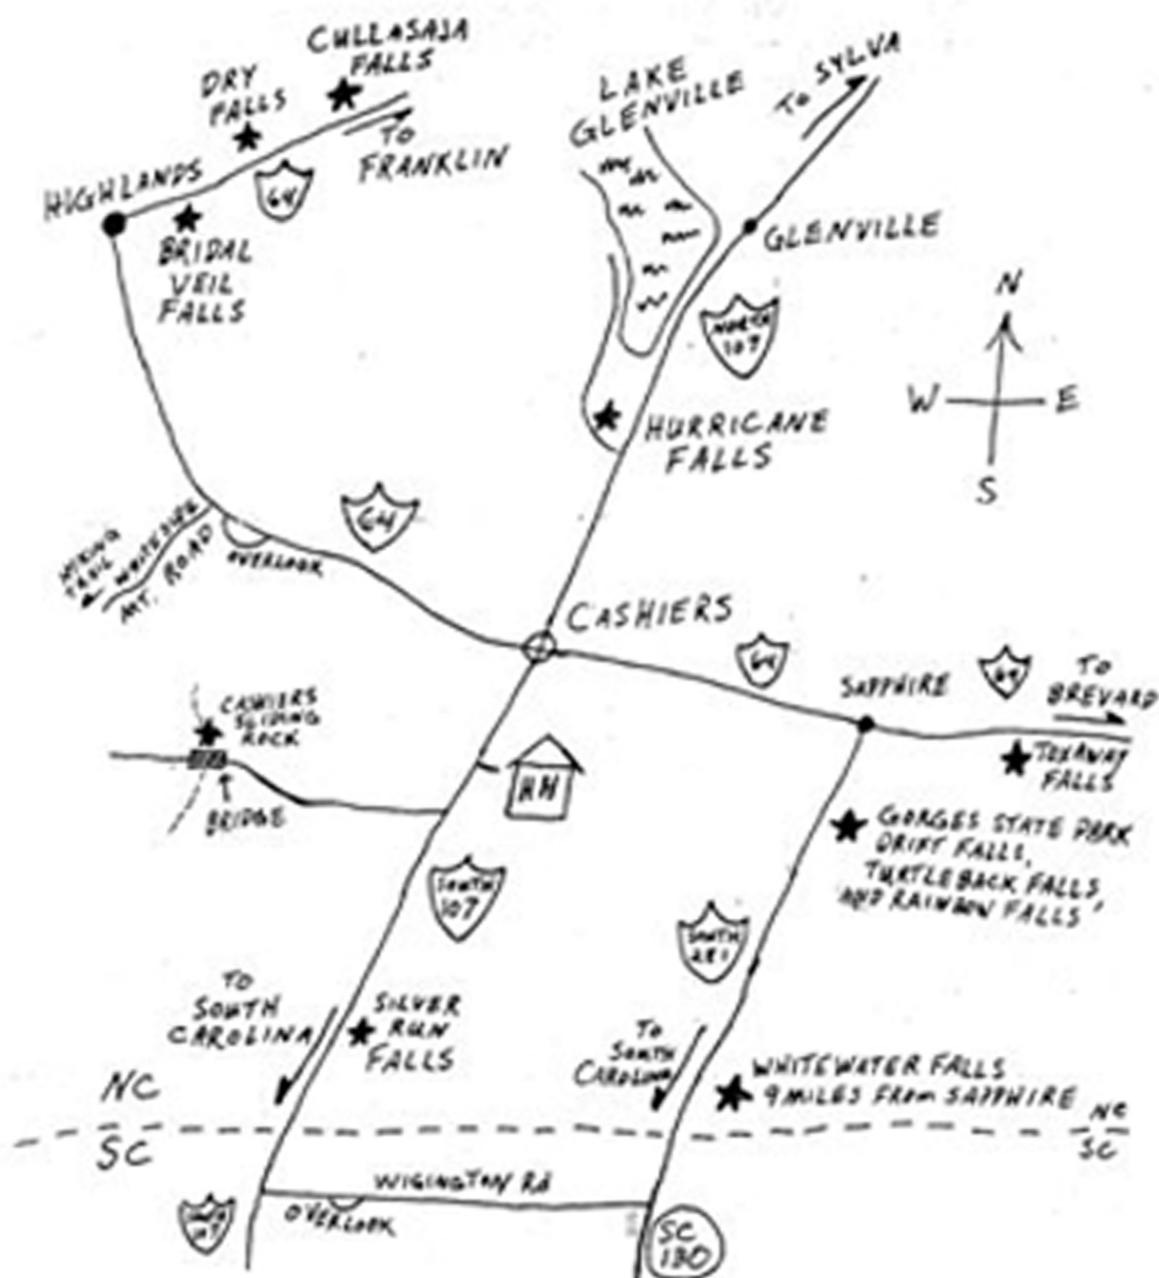 CULLASAJA
FALLS
DRY
FALLS
TO
FRANKLIN
HIGHLANDS
64
BRIDAL
VEIL
FALLS
LAKE
GLENVILLE
TO SYLVA
GLENVILLE
NORTH
107
N
W E
S
HURRICANE
FALLS
64
HIKING
TRAIL
WHITESIDE
MT. ROAD
OVERLOOK
CASHIERS
64
SAPPHIRE
64
TO
BREVARD
TOXAWAY
FALLS
CASHIERS
SLIDING
ROCK
BRIDGE
HH
GORGES STATE PARK
DRIFT FALLS,
TURTLEBACK FALLS,
AND RAINBOW FALLS
SOUTH
107
SOUTH
281
TO
SOUTH
CAROLINA
SILVER
RUN
FALLS
TO
SOUTH
CAROLINA
WHITEWATER FALLS
9 MILES FROM SAPPHIRE
NC
SC
NC
SC
WIGINGTON Rd
OVERLOOK
SOUTH
107
SC
130